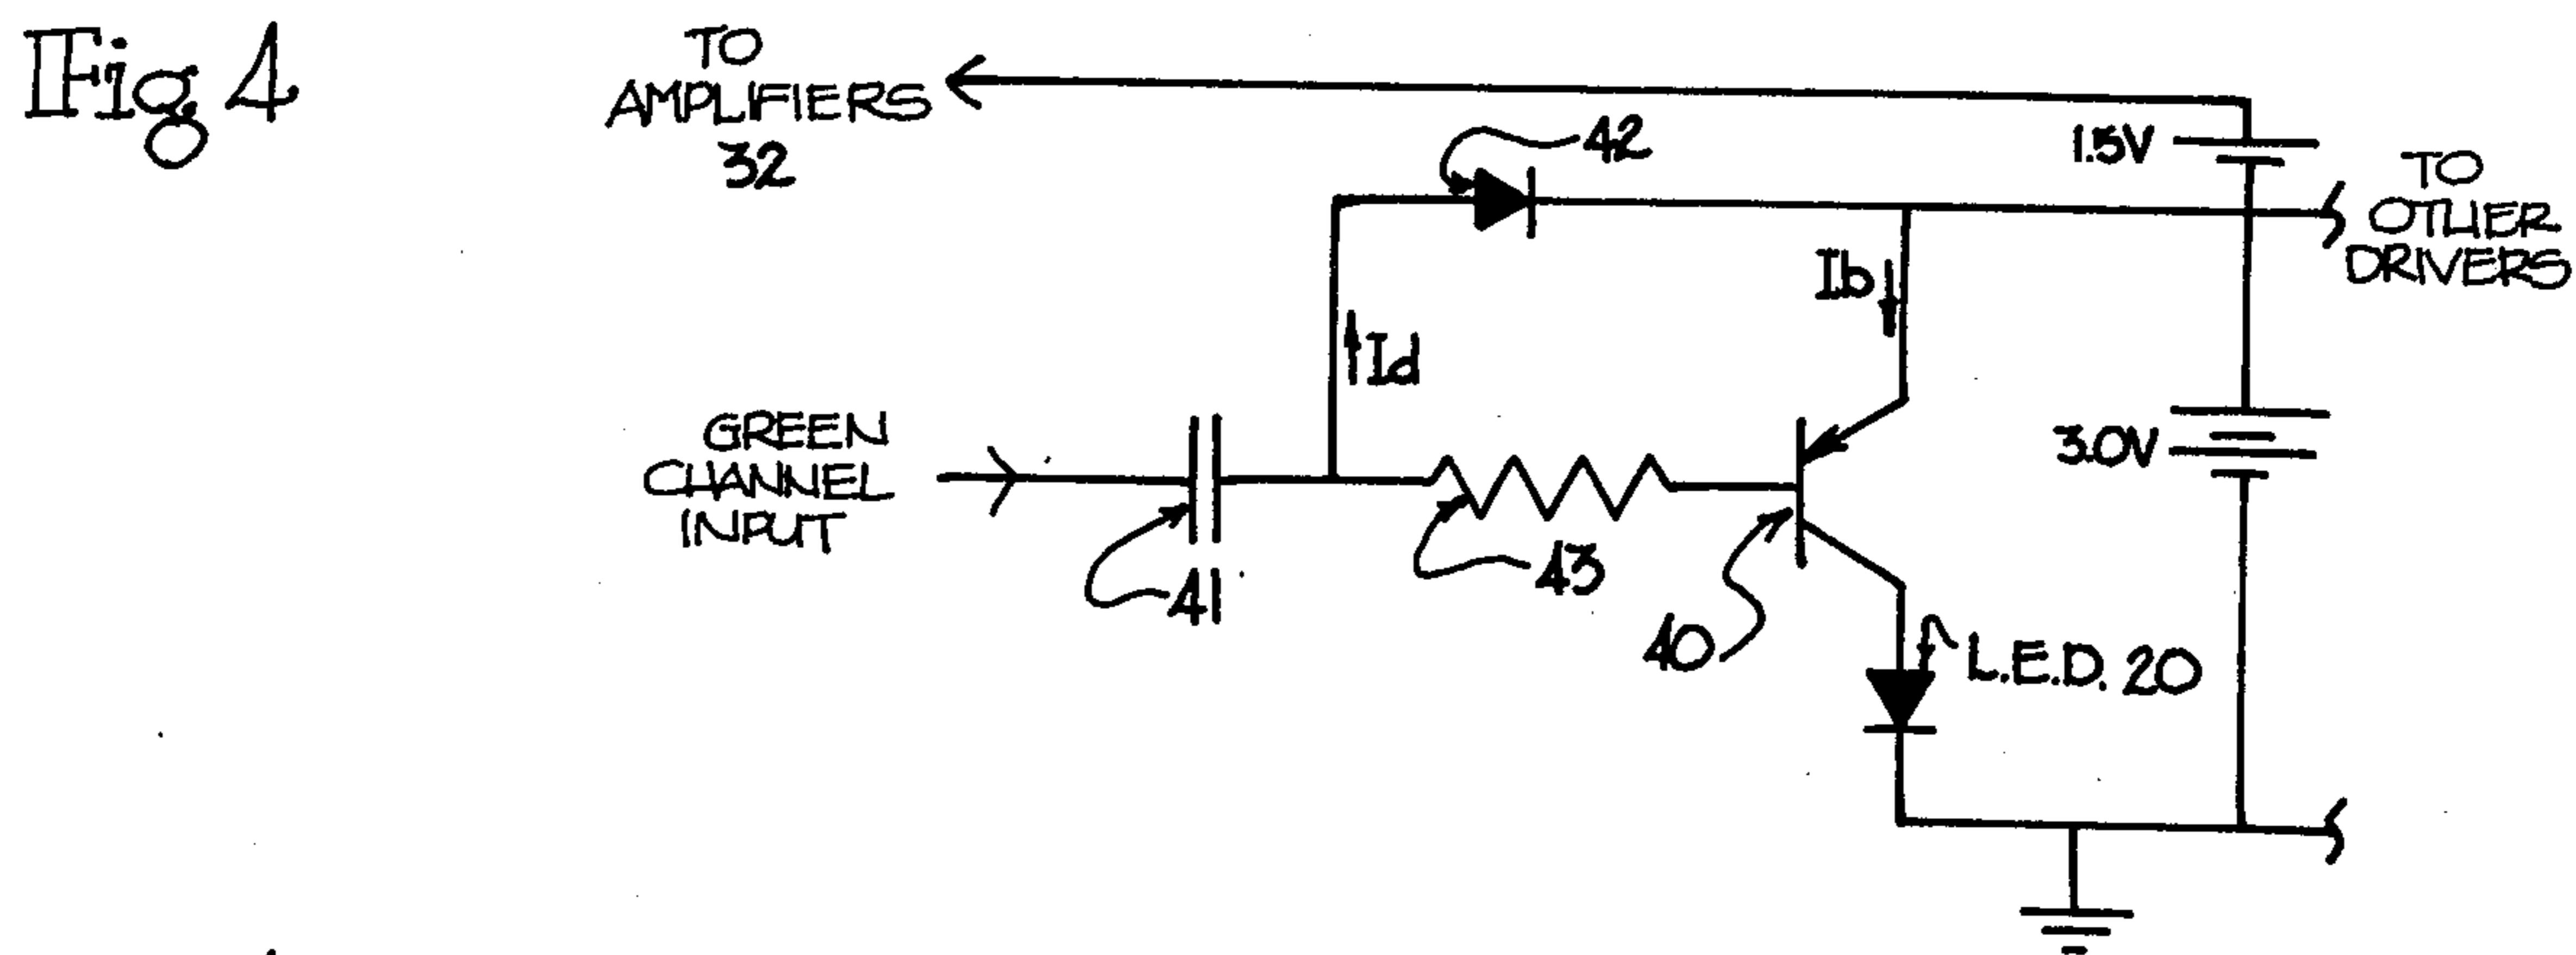 Fig 4
TO
AMPLIFIERS
32
42
1.5V
TO
OTHER
DRIVERS
Ib
Id
GREEN
CHANNEL
INPUT
3.0V
41
43
40
L.E.D. 20